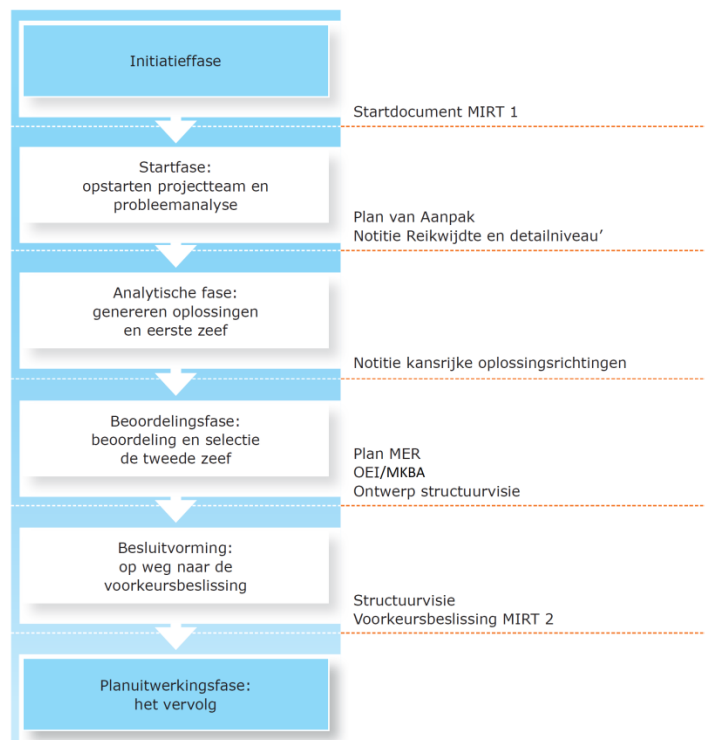 Initiatieffase
Startdocument MIRT 1
Startfase:
opstarten projectteam en
probleemanalyse
Plan van Aanpak
Notitie Reikwijdte en detailniveau’
Analytische fase:
genereren oplossingen
en eerste zeef
Notitie kansrijke oplossingsrichtingen
Beoordelingsfase:
beoordeling en selectie
de tweede zeef
Plan MER
OEI/MKBA
Ontwerp structuurvisie
Besluitvorming:
op weg naar de
voorkeursbeslissing
Structuurvisie
Voorkeursbeslissing MIRT 2
Planuitwerkingsfase:
het vervolg